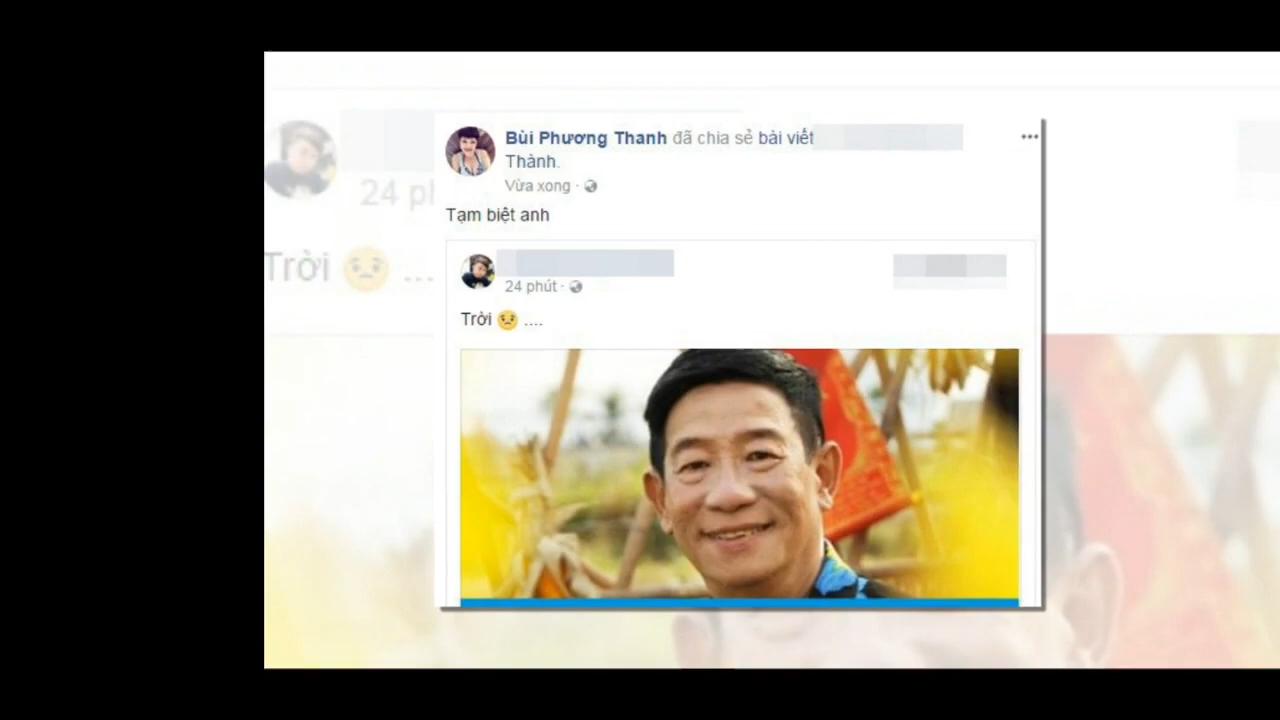 Bùi Phương Thanh đã chia sẻ bài viết
Thành.
Vừa xong ·
Tạm biệt anh
24 phút ·
Trời 😟 ....
24 pl
Trời 😟 ...